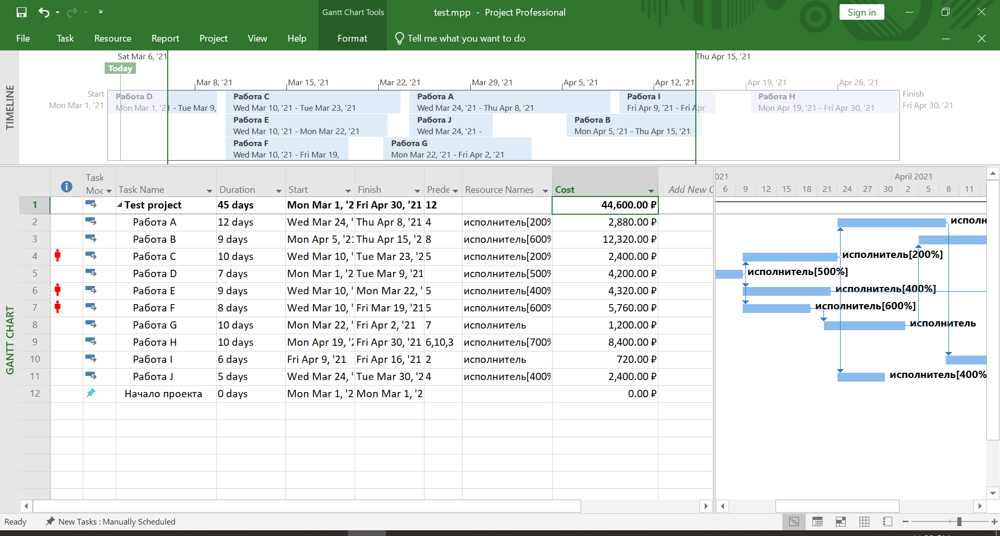 Gantt Chart Tools
test.mpp - Project Professional
Sign in
File Task Resource Report Project View Help Format Tell me what you want to do
TIMELINE
Sat Mar 6, '21 Thu Apr 15, '21
Today
Mar 8, '21 Mar 15, '21 Mar 22, '21 Mar 29, '21 Apr 5, '21 Apr 12, '21 Apr 19, '21 Apr 26, '21
Start
Mon Mar 1, '21
Работа D
Mon Mar 1, '21 - Tue Mar 9,
Работа C
Wed Mar 10, '21 - Tue Mar 23, '21
Работа A
Wed Mar 24, '21 - Thu Apr 8, '21
Работа I
Fri Apr 9, '21 - Fri Apr
Работа H
Mon Apr 19, '21 - Fri Apr 30, '21
Finish
Fri Apr 30, '21
Работа E
Wed Mar 10, '21 - Mon Mar 22, '21
Работа J
Wed Mar 24, '21 -
Работа B
Mon Apr 5, '21 - Thu Apr 15, '21
Работа F
Wed Mar 10, '21 - Fri Mar 19,
Работа G
Mon Mar 22, '21 - Fri Apr 2, '21
GANTT CHART
Task Moc Task Name Duration Start Finish Prede Resource Names Cost Add New C
021 April 2021
6 9 12 15 18 21 24 27 30 2 5 8 11
1 Test project 45 days Mon Mar 1, '2 Fri Apr 30, '21 12 44,600.00 ₽
2 Работа A 12 days Wed Mar 24, ' Thu Apr 8, '21 4 исполнитель[200% 2,880.00 ₽
3 Работа B 9 days Mon Apr 5, '21 Thu Apr 15, '2 8 исполнитель[600% 12,320.00 ₽
4 Работа C 10 days Wed Mar 10, ' Tue Mar 23, '2 5 исполнитель[200% 2,400.00 ₽
5 Работа D 7 days Mon Mar 1, '2 Tue Mar 9, '21 исполнитель[500% 4,200.00 ₽
6 Работа E 9 days Wed Mar 10, ' Mon Mar 22, ' 5 исполнитель[400% 4,320.00 ₽
7 Работа F 8 days Wed Mar 10, ' Fri Mar 19, '21 5 исполнитель[600% 5,760.00 ₽
8 Работа G 10 days Mon Mar 22, ' Fri Apr 2, '21 7 исполнитель 1,200.00 ₽
9 Работа H 10 days Mon Apr 19, '2 Fri Apr 30, '21 6,10,3 исполнитель[700% 8,400.00 ₽
10 Работа I 6 days Fri Apr 9, '21 Fri Apr 16, '21 2 исполнитель 720.00 ₽
11 Работа J 5 days Wed Mar 24, ' Tue Mar 30, '2 4 исполнитель[400% 2,400.00 ₽
12 Начало проекта 0 days Mon Mar 1, '2 Mon Mar 1, '2 0.00 ₽
исполн
исполнитель[200%]
исполнитель[500%]
исполнитель[400%]
исполнитель[600%]
исполнитель
исполнитель[400%
Ready New Tasks : Manually Scheduled